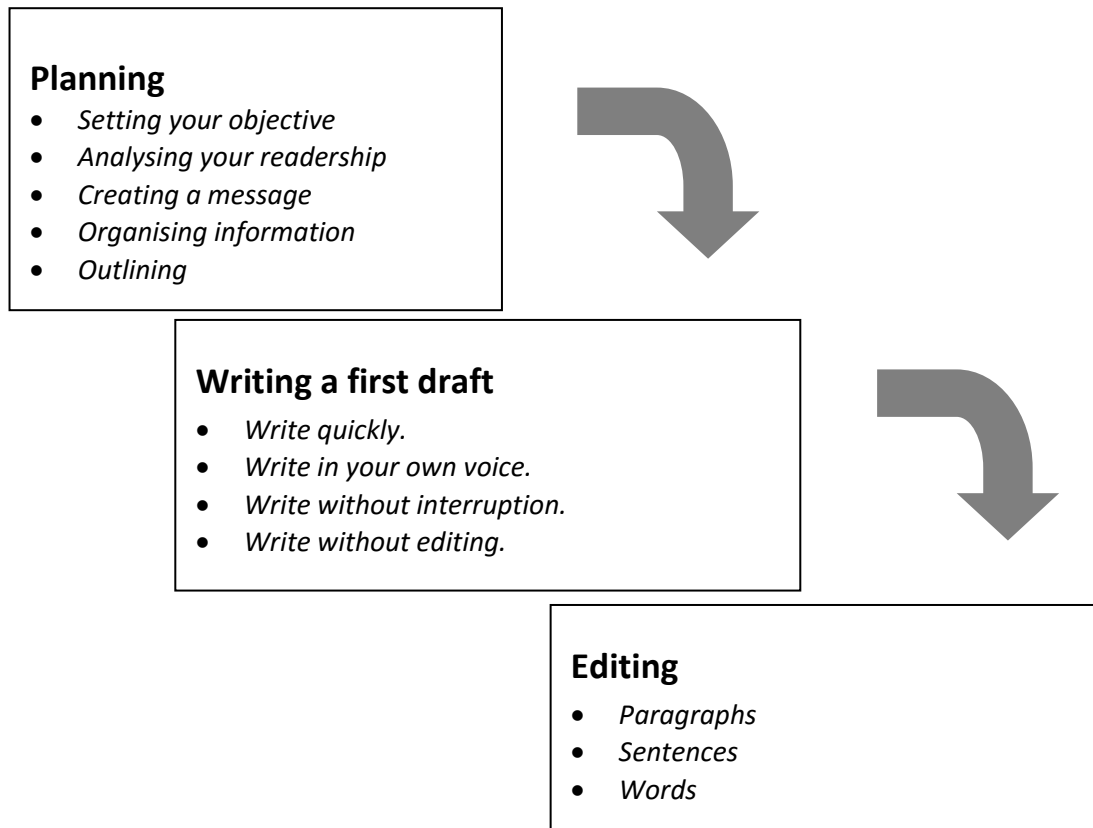 Planning
• Setting your objective
• Analysing your readership
• Creating a message
• Organising information
• Outlining
Writing a first draft
• Write quickly.
• Write in your own voice.
• Write without interruption.
• Write without editing.
Editing
• Paragraphs
• Sentences
• Words